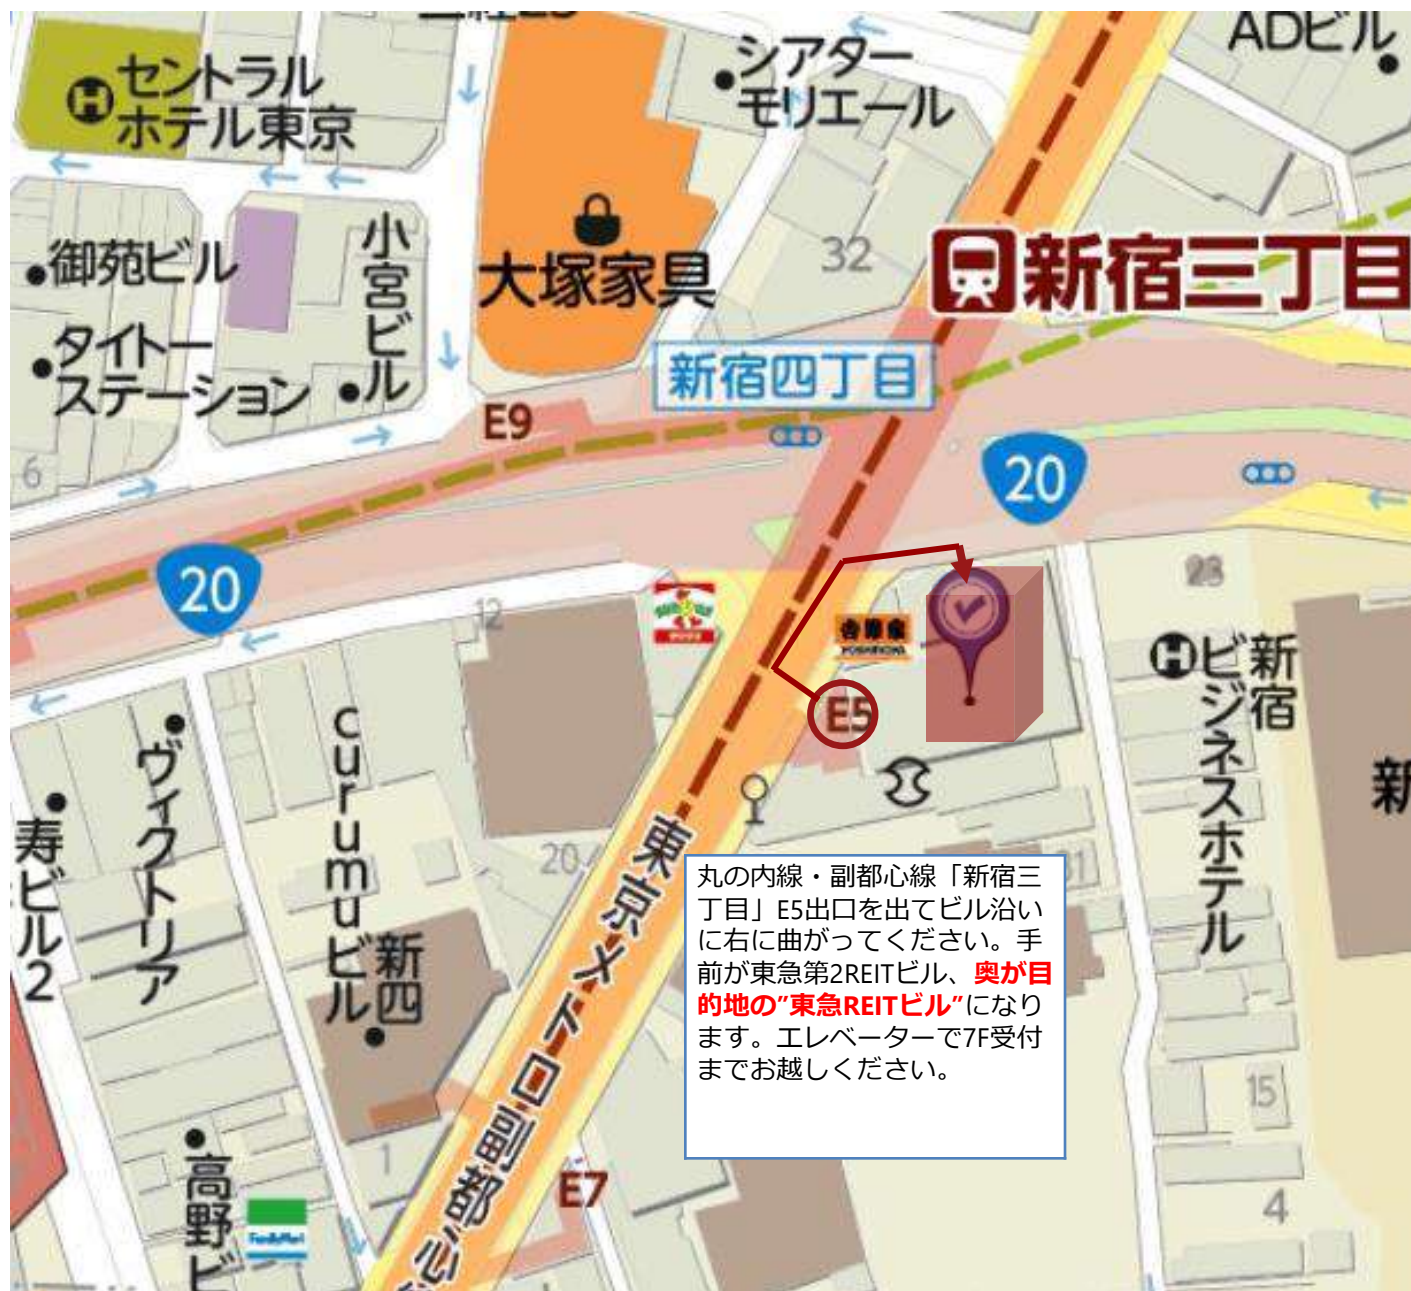 ADビル
シアター
モリエール
セントラル
ホテル東京
32
新宿三丁目
小宮ビル
御苑ビル
大塚家具
タイトー
ステーション
新宿四丁目
E9
20
6
20
23
12
吉野家
YOSHINOYA
E5
新宿
ビジネスホテル
curumuビル
ヴィクトリア
寿ビル2
新
20
31
東京メトロ副都心
丸の内線・副都心線「新宿三
丁目」E5出口を出てビル沿い
に右に曲がってください。手
前が東急第2REITビル、奥が目
的地の”東急REITビル”になり
ます。エレベーターで7F受付
までお越しください。
新四
15
1
E7
高野ビ
FamilyMart
4